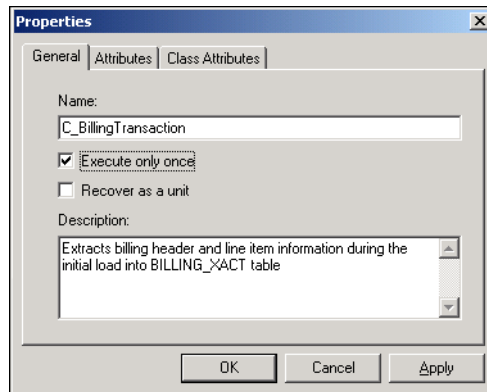 Properties
General Attributes Class Attributes
Name:
C_BillingTransaction
Execute only once
Recover as a unit
Description:
Extracts billing header and line item information during the
initial load into BILLING_XACT table
OK Cancel Apply